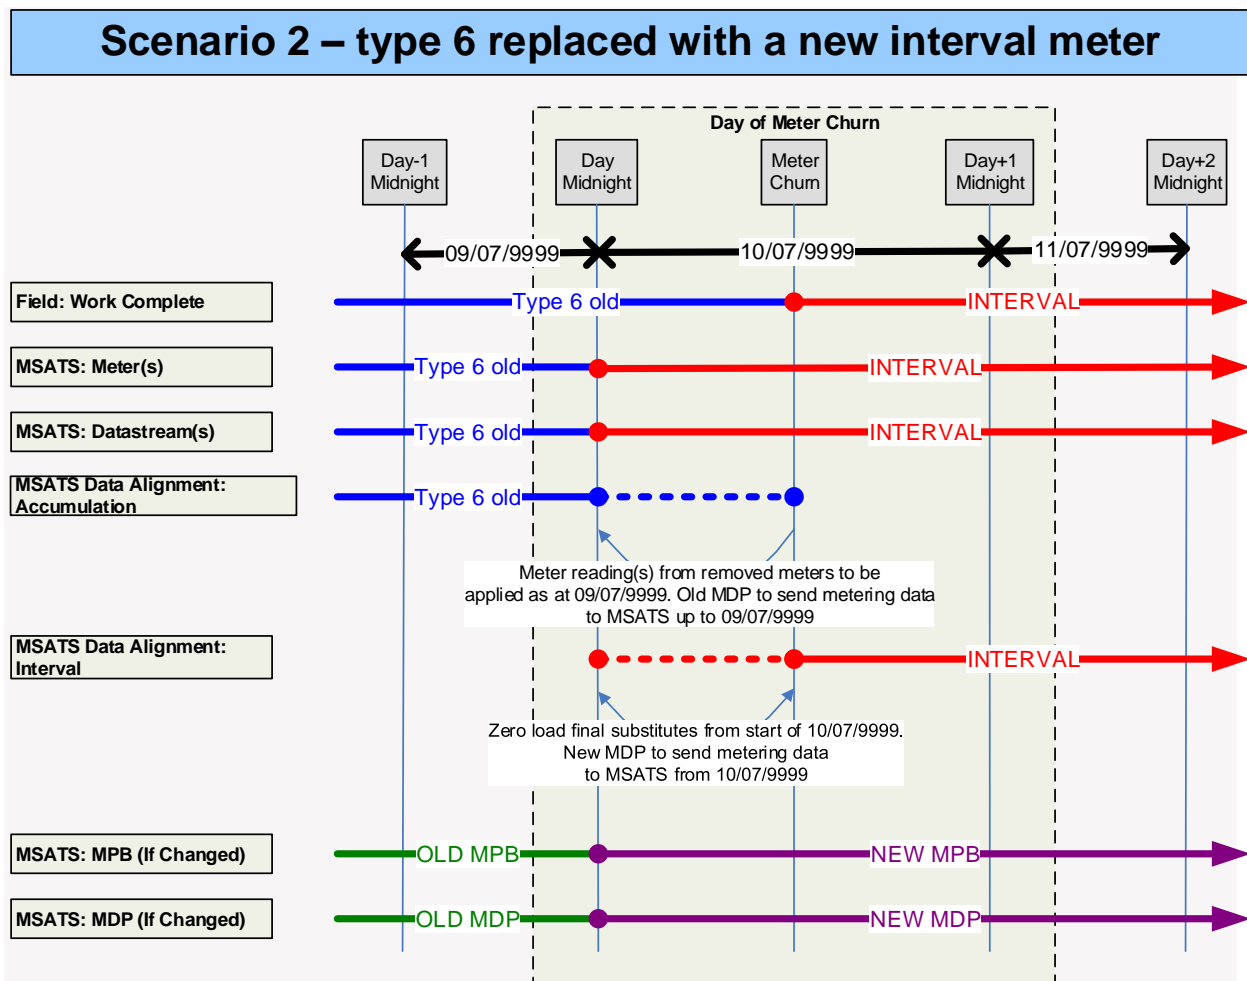 Scenario 2 – type 6 replaced with a new interval meter
Day of Meter Churn
Day-1
Midnight
Day
Midnight
Meter
Churn
Day+1
Midnight
Day+2
Midnight
09/07/9999
10/07/9999
11/07/9999
Field: Work Complete
Type 6 old
INTERVAL
MSATS: Meter(s)
Type 6 old
INTERVAL
MSATS: Datastream(s)
Type 6 old
INTERVAL
MSATS Data Alignment:
Accumulation
Type 6 old
Meter reading(s) from removed meters to be
applied as at 09/07/9999. Old MDP to send metering data
to MSATS up to 09/07/9999
MSATS Data Alignment:
Interval
INTERVAL
Zero load final substitutes from start of 10/07/9999.
New MDP to send metering data
to MSATS from 10/07/9999
MSATS: MPB (If Changed)
OLD MPB
NEW MPB
MSATS: MDP (If Changed)
OLD MDP
NEW MDP